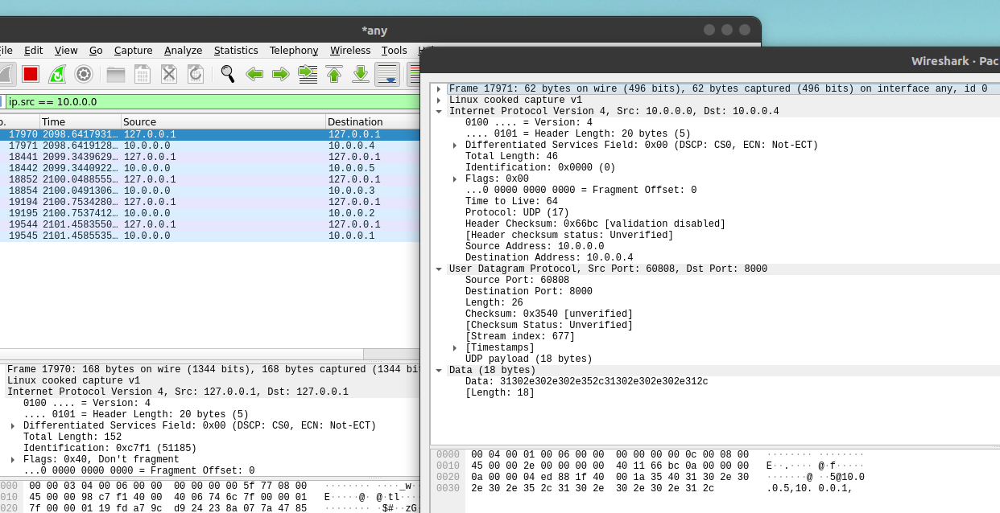 *any
ile Edit View Go Capture Analyze Statistics Telephony Wireless Tools
ip.src == 10.0.0.0
o. Time Source Destination
17970 2098.6417931… 127.0.0.1 127.0.0.1
17971 2098.6419128… 10.0.0.0 10.0.0.4
18441 2099.3439629… 127.0.0.1 127.0.0.1
18442 2099.3440922… 10.0.0.0 10.0.0.5
18852 2100.0488555… 127.0.0.1 127.0.0.1
18854 2100.0491306… 10.0.0.0 10.0.0.3
19194 2100.7534280… 127.0.0.1 127.0.0.1
19195 2100.7537412… 10.0.0.0 10.0.0.2
19544 2101.4583550… 127.0.0.1 127.0.0.1
19545 2101.4585535… 10.0.0.0 10.0.0.1
Frame 17970: 168 bytes on wire (1344 bits), 168 bytes captured (1344 bi
Linux cooked capture v1
Internet Protocol Version 4, Src: 127.0.0.1, Dst: 127.0.0.1
0100 .... = Version: 4
.... 0101 = Header Length: 20 bytes (5)
Differentiated Services Field: 0x00 (DSCP: CS0, ECN: Not-ECT)
Total Length: 152
Identification: 0xc7f1 (51185)
Flags: 0x40, Don't fragment
...0 0000 0000 0000 = Fragment Offset: 0
000 00 00 03 04 00 06 00 00 00 00 00 00 5f 77 08 00 ········ ····_w·
010 45 00 00 98 c7 f1 40 00 40 06 74 6c 7f 00 00 01 E·····@· @·tl···
020 7f 00 00 01 19 fd a7 9c d9 24 23 8a 07 7a 47 85 ········ ·$#··zG
Wireshark · Pac
Frame 17971: 62 bytes on wire (496 bits), 62 bytes captured (496 bits) on interface any, id 0
Linux cooked capture v1
Internet Protocol Version 4, Src: 10.0.0.0, Dst: 10.0.0.4
0100 .... = Version: 4
.... 0101 = Header Length: 20 bytes (5)
Differentiated Services Field: 0x00 (DSCP: CS0, ECN: Not-ECT)
Total Length: 46
Identification: 0x0000 (0)
Flags: 0x00
...0 0000 0000 0000 = Fragment Offset: 0
Time to Live: 64
Protocol: UDP (17)
Header Checksum: 0x66bc [validation disabled]
[Header checksum status: Unverified]
Source Address: 10.0.0.0
Destination Address: 10.0.0.4
User Datagram Protocol, Src Port: 60808, Dst Port: 8000
Source Port: 60808
Destination Port: 8000
Length: 26
Checksum: 0x3540 [unverified]
[Checksum Status: Unverified]
[Stream index: 677]
[Timestamps]
UDP payload (18 bytes)
Data (18 bytes)
Data: 31302e302e302e352c31302e302e302e312c
[Length: 18]
0000 00 04 00 01 00 06 00 00 00 00 00 00 0c 00 08 00 ········ ········
0010 45 00 00 2e 00 00 00 00 40 11 66 bc 0a 00 00 00 E··.···· @·f·····
0020 0a 00 00 04 ed 88 1f 40 00 1a 35 40 31 30 2e 30 ·······@ ··5@10.0
0030 2e 30 2e 35 2c 31 30 2e 30 2e 30 2e 31 2c .0.5,10. 0.0.1,